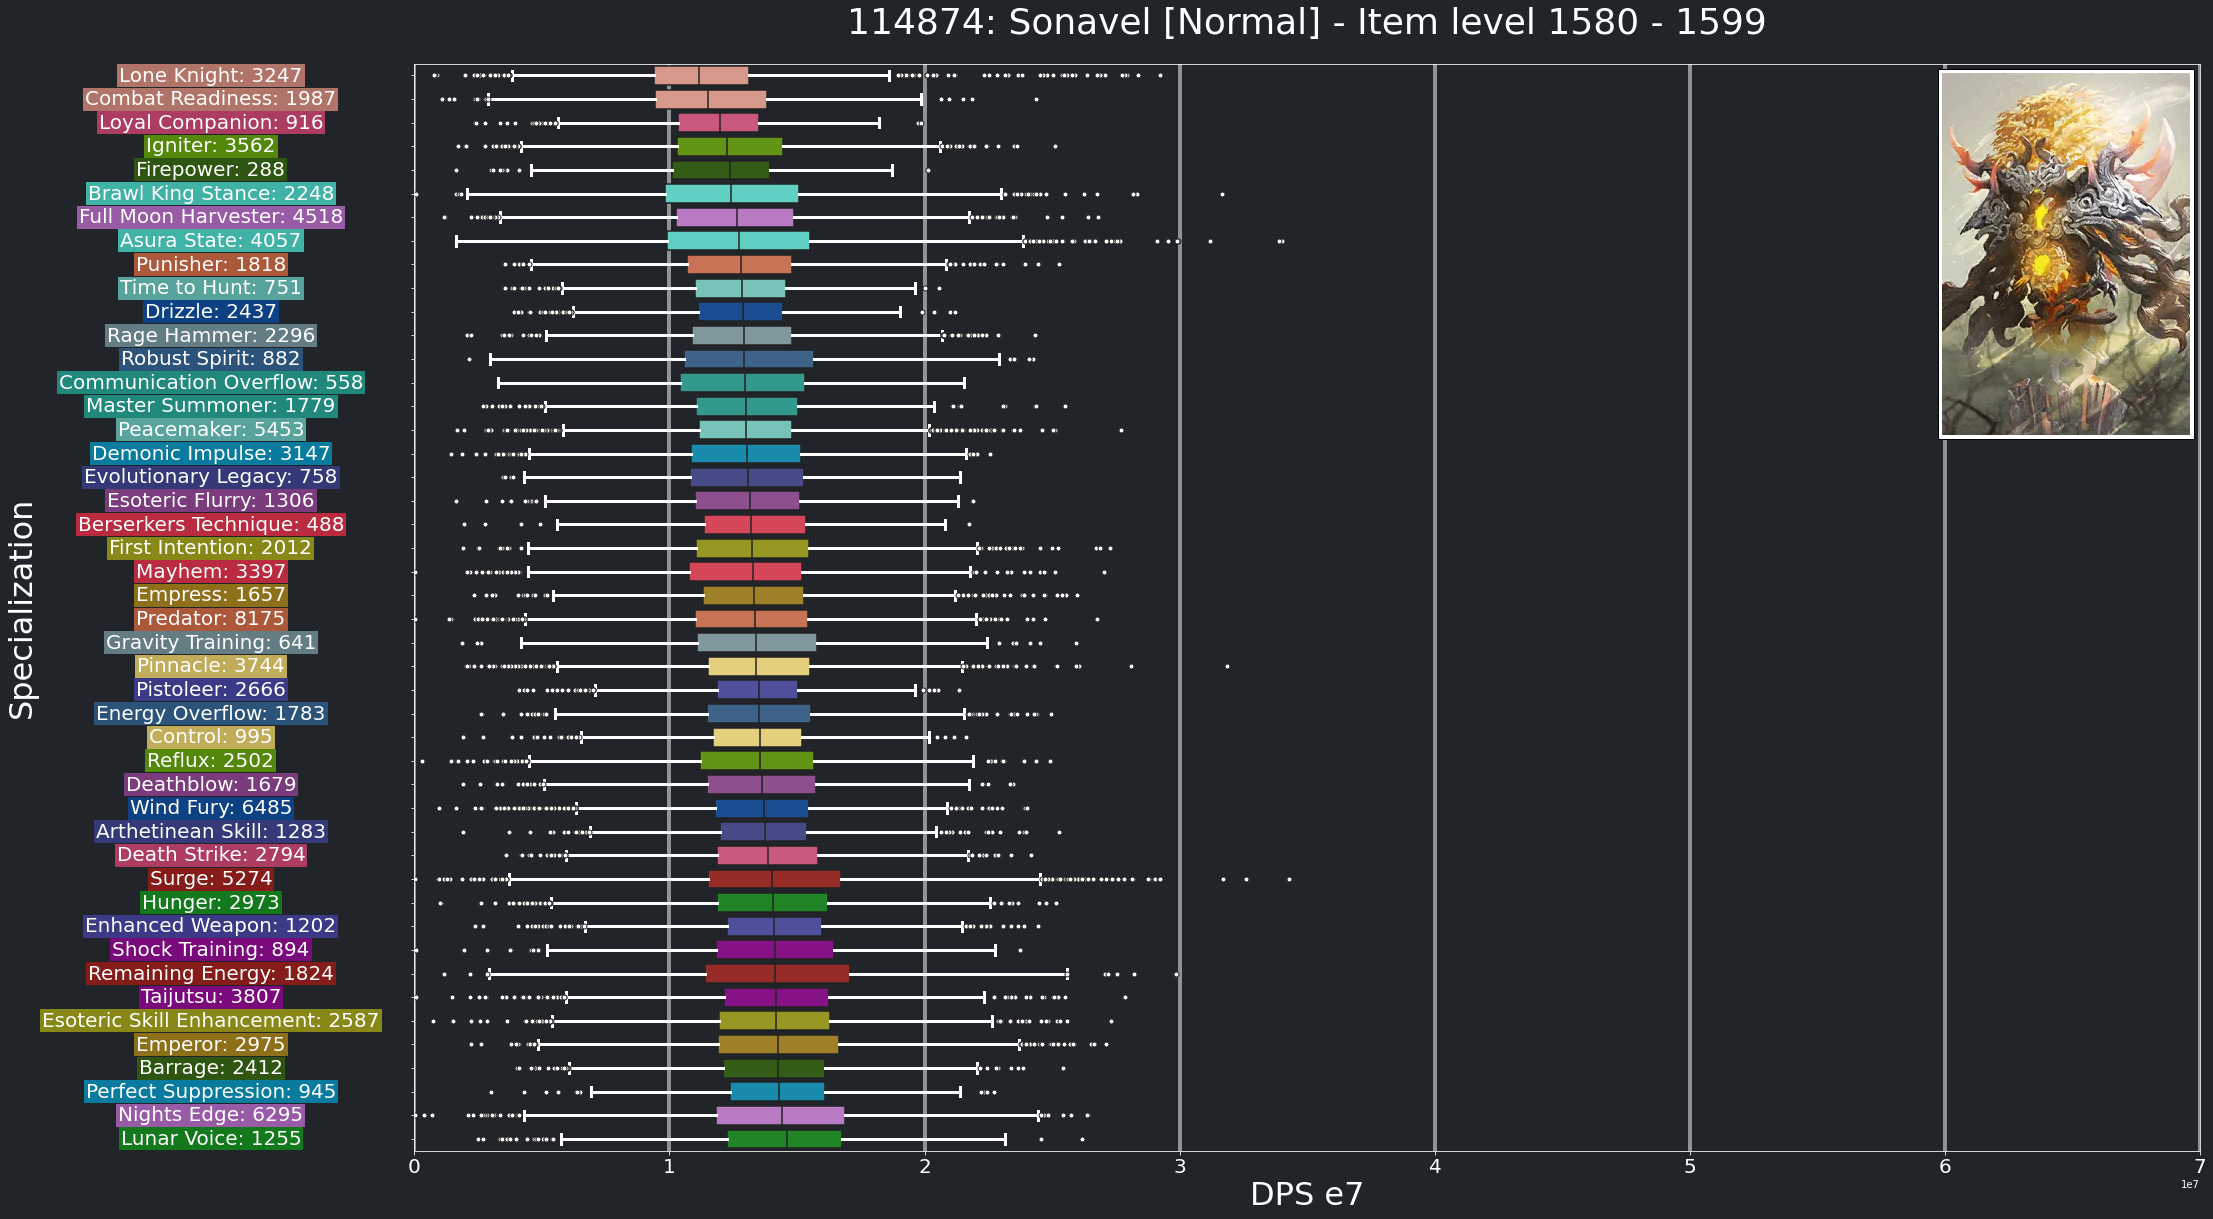 114874: Sonavel [Normal] - Item level 1580 - 1599
Specialization
Lone Knight: 3247
Combat Readiness: 1987
Loyal Companion: 916
Igniter: 3562
Firepower: 288
Brawl King Stance: 2248
Full Moon Harvester: 4518
Asura State: 4057
Punisher: 1818
Time to Hunt: 751
Drizzle: 2437
Rage Hammer: 2296
Robust Spirit: 882
Communication Overflow: 558
Master Summoner: 1779
Peacemaker: 5453
Demonic Impulse: 3147
Evolutionary Legacy: 758
Esoteric Flurry: 1306
Berserkers Technique: 488
First Intention: 2012
Mayhem: 3397
Empress: 1657
Predator: 8175
Gravity Training: 641
Pinnacle: 3744
Pistoleer: 2666
Energy Overflow: 1783
Control: 995
Reflux: 2502
Deathblow: 1679
Wind Fury: 6485
Arthetinean Skill: 1283
Death Strike: 2794
Surge: 5274
Hunger: 2973
Enhanced Weapon: 1202
Shock Training: 894
Remaining Energy: 1824
Taijutsu: 3807
Esoteric Skill Enhancement: 2587
Emperor: 2975
Barrage: 2412
Perfect Suppression: 945
Nights Edge: 6295
Lunar Voice: 1255
0 1 2 3 4 5 6 7
1e7
DPS e7